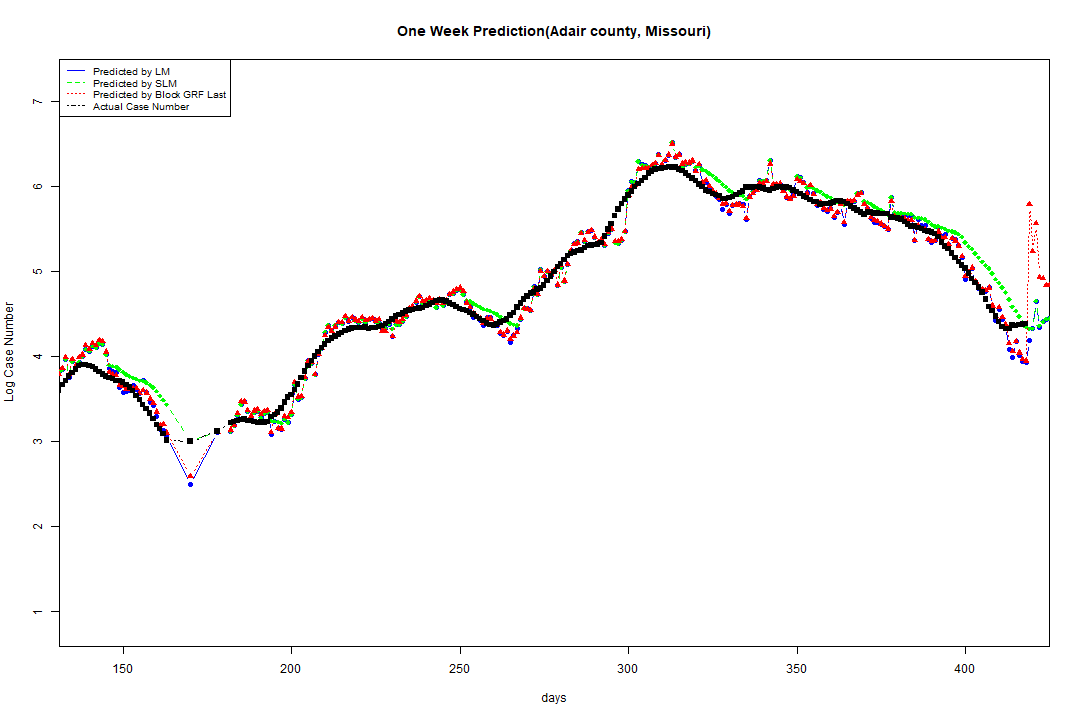 One Week Prediction(Adair county, Missouri)
Predicted by LM
Predicted by SLM
Predicted by Block GRF Last
Actual Case Number
7
6
5
4
3
2
1
Log Case Number
150 200 250 300 350 400
days